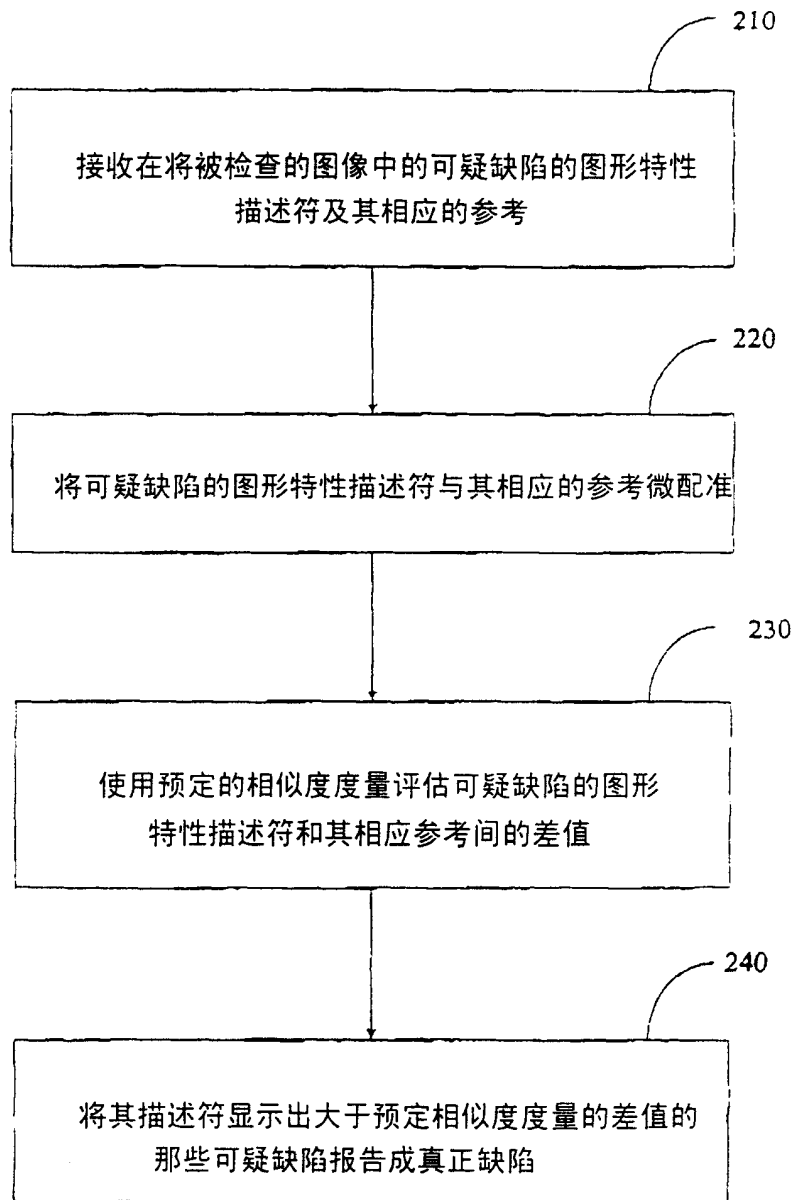 210
接收在将被检查的图像中的可疑缺陷的图形特性
描述符及其相应的参考
220
将可疑缺陷的图形特性描述符与其相应的参考微配准
230
使用预定的相似度度量评估可疑缺陷的图形
特性描述符和其相应参考间的差值
240
将其描述符显示出大于预定相似度度量的差值的
那些可疑缺陷报告成真正缺陷